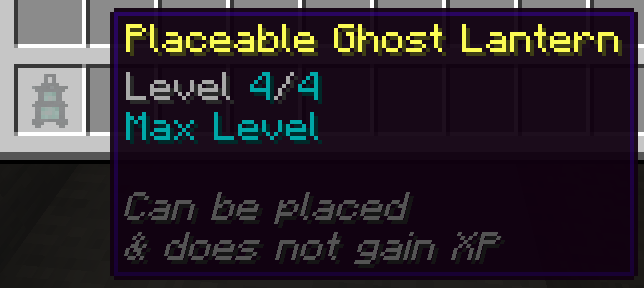 Placeable Ghost Lantern
Level 4/4
Max Level
Can be placed
& does not gain XP